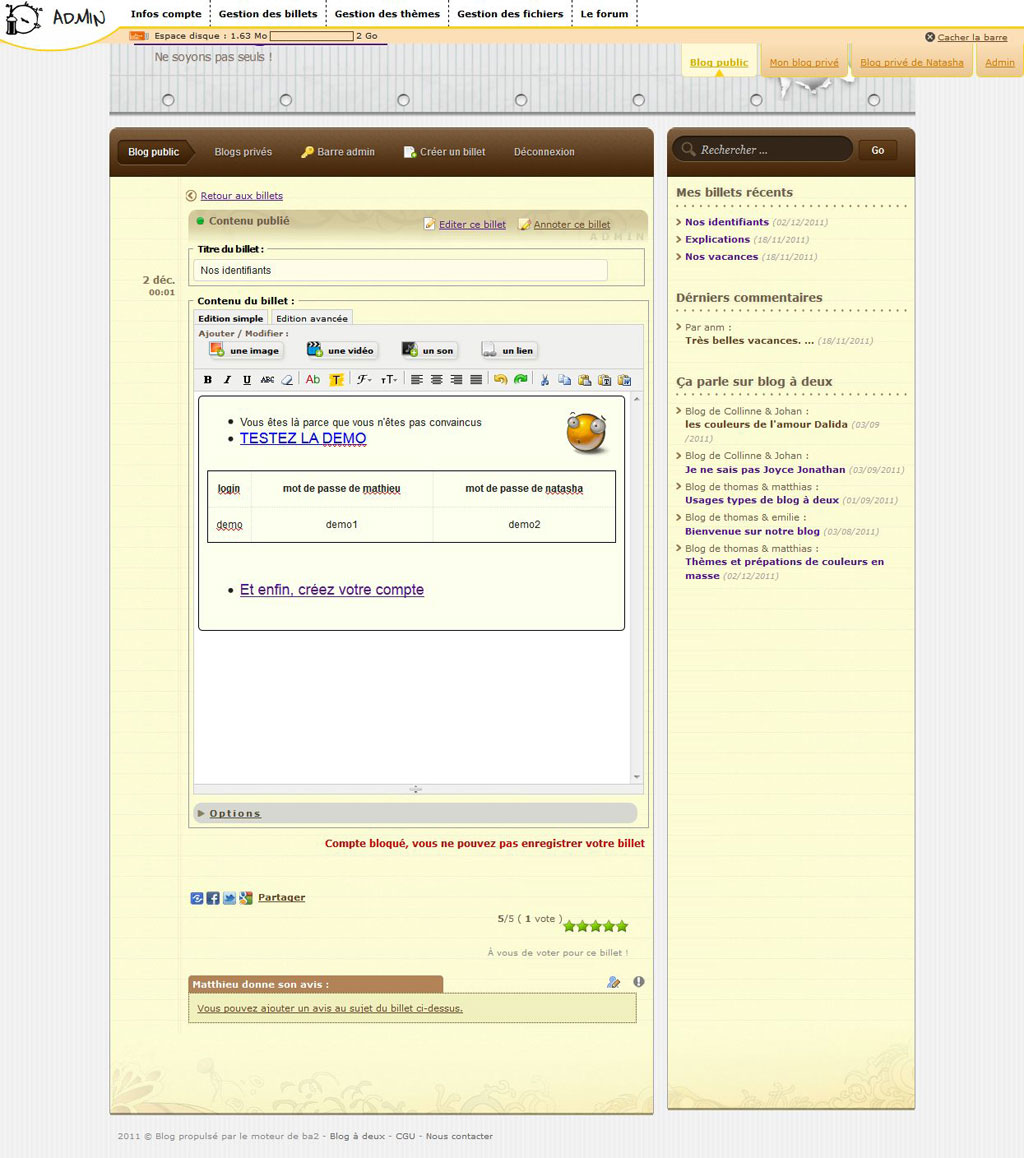 ADMIN
Infos compte
Gestion des billets
Gestion des thèmes
Gestion des fichiers
Le forum
Espace disque : 1.63 Mo 2 Go
Cacher la barre
Ne soyons pas seuls !
Blog public
Mon blog privé
Blog privé de Natasha
Admin
Blog public
Blogs privés
Barre admin
Créer un billet
Déconnexion
Rechercher ...
Go
Retour aux billets
Contenu publié
Editer ce billet
Annoter ce billet
ADMIN
Titre du billet :
Nos identifiants
2 déc.
00:01
Contenu du billet :
Edition simple
Edition avancée
Ajouter / Modifier :
une image
une vidéo
un son
un lien
B I U ABC Ab T
Vous êtes là parce que vous n'êtes pas convaincus
TESTEZ LA DEMO
login mot de passe de mathieu mot de passe de natasha
demo demo1 demo2
Et enfin, créez votre compte
Options
Compte bloqué, vous ne pouvez pas enregistrer votre billet
Partager
5/5 ( 1 vote )
À vous de voter pour ce billet !
Matthieu donne son avis :
Vous pouvez ajouter un avis au sujet du billet ci-dessus.
Mes billets récents
Nos identifiants (02/12/2011)
Explications (18/11/2011)
Nos vacances (18/11/2011)
Dérniers commentaires
Par anm :
Très belles vacances. ... (18/11/2011)
Ça parle sur blog à deux
Blog de Collinne & Johan :
les couleurs de l'amour Dalida (03/09
/2011)
Blog de Collinne & Johan :
Je ne sais pas Joyce Jonathan (03/09/2011)
Blog de thomas & matthias :
Usages types de blog à deux (01/09/2011)
Blog de thomas & emilie :
Bienvenue sur notre blog (03/08/2011)
Blog de thomas & matthias :
Thèmes et prépations de couleurs en
masse (02/12/2011)
2011 © Blog propulsé par le moteur de ba2 - Blog à deux - CGU - Nous contacter